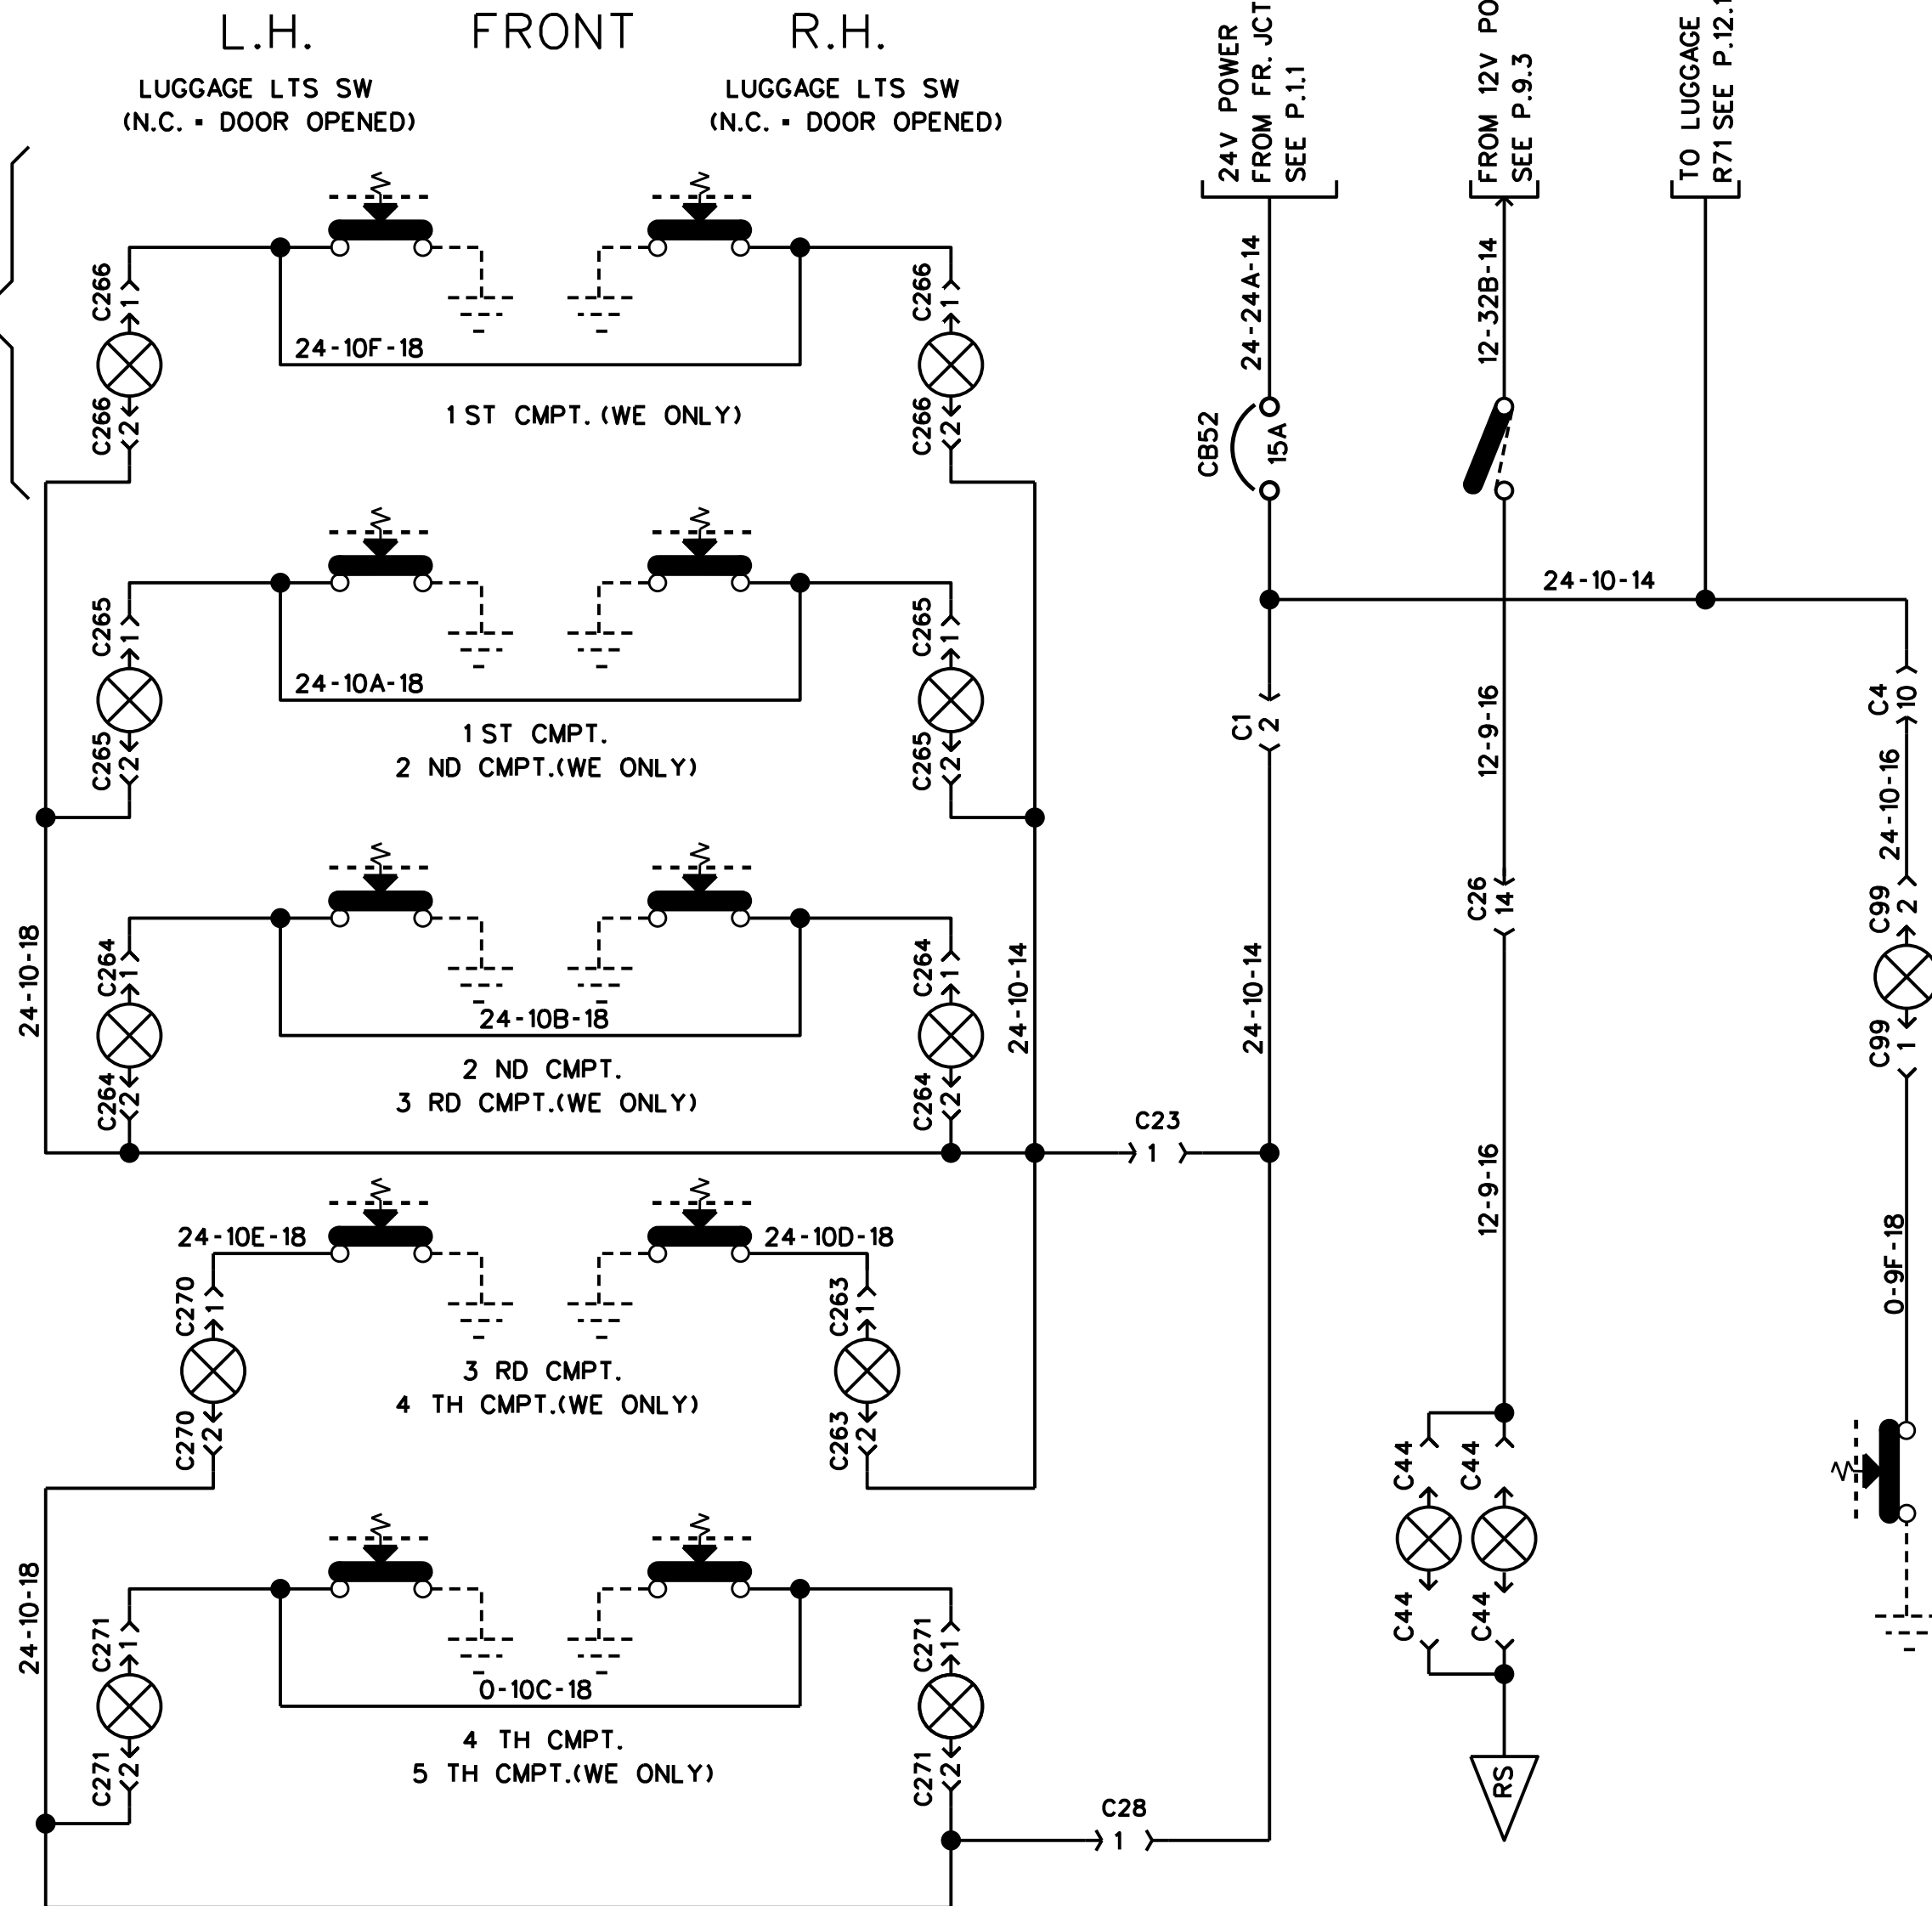 L.H. FRONT R.H.
LUGGAGE LTS SW
(N.C. = DOOR OPENED)
LUGGAGE LTS SW
(N.C. = DOOR OPENED)
24V POWER
FROM FR. JCT
SEE P.1.1
FROM 12V PO
SEE P.9.3
TO LUGGAGE
R71 SEE P.12.1
C266
1
C266
2
24-10F-18
1 ST CMPT. (WE ONLY)
C266
1
C266
2
24-24A-14
CB52
15A
12-32B-14
C265
1
C265
2
24-10A-18
1 ST CMPT.
2 ND CMPT.(WE ONLY)
C265
1
C265
2
24-10-14
C1
2
12-9-16
C4
10
24-10-16
24-10-18
C264
1
C264
2
24-10B-18
2 ND CMPT.
3 RD CMPT.(WE ONLY)
C264
1
C264
2
24-10-14
24-10-14
C23
1
C26
14
C99
2
C99
1
12-9-16
0-9F-18
24-10E-18
24-10D-18
C270
1
C270
2
3 RD CMPT.
4 TH CMPT.(WE ONLY)
C263
1
C263
2
C44
C44
C44
C44
RS
24-10-18
C271
1
C271
2
0-10C-18
4 TH CMPT.
5 TH CMPT.(WE ONLY)
C271
1
C271
2
C28
1